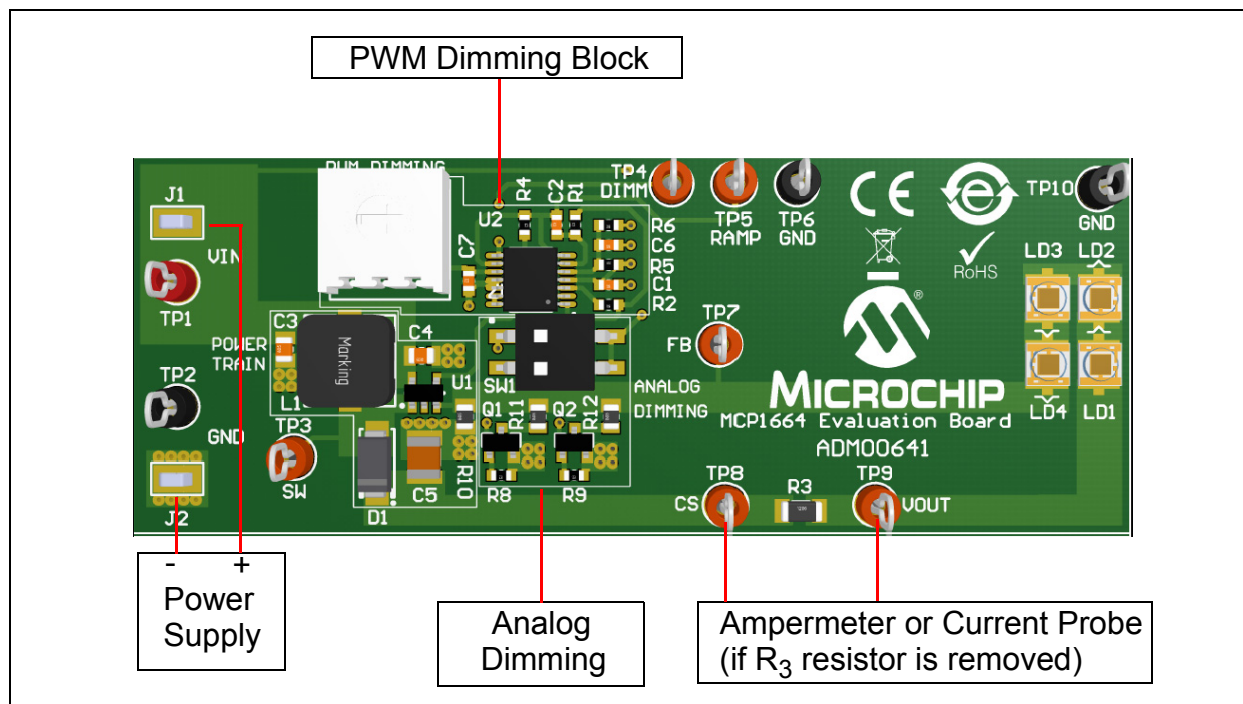 PWM Dimming Block
PWM DIMMING
J1
VIN
TP1
TP2
GND
J2
U2
R4
C2
R1
C7
R6
C6
R5
C1
R2
TP4
DIMM
TP5
RAMP
TP6
GND
CE
e
RoHS
TP10
GND
LD3
LD2
LD4
LD1
C3
POWER
TRAIN
L1
Marking
C4
U1
TP3
SW
D1
C5
R10
SW1
Q1
R11
Q2
R12
R8
R9
ANALOG
DIMMING
TP7
FB
®
MICROCHIP
MCP1664 Evaluation Board
ADM00641
TP8
CS
R3
TP9
VOUT
- +
Power
Supply
Analog
Dimming
Ampermeter or Current Probe
(if R3 resistor is removed)